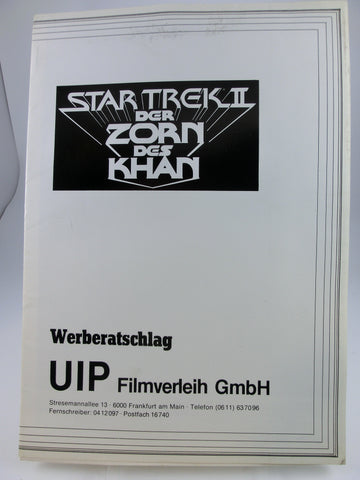 STAR TREK II
DER
ZORN
DES
KHAN
Werberatschlag
UIP Filmverleih GmbH
Stresemannallee 13 · 6000 Frankfurt am Main · Telefon (0611) 637096
Fernschreiber: 0412097 · Postfach 16740